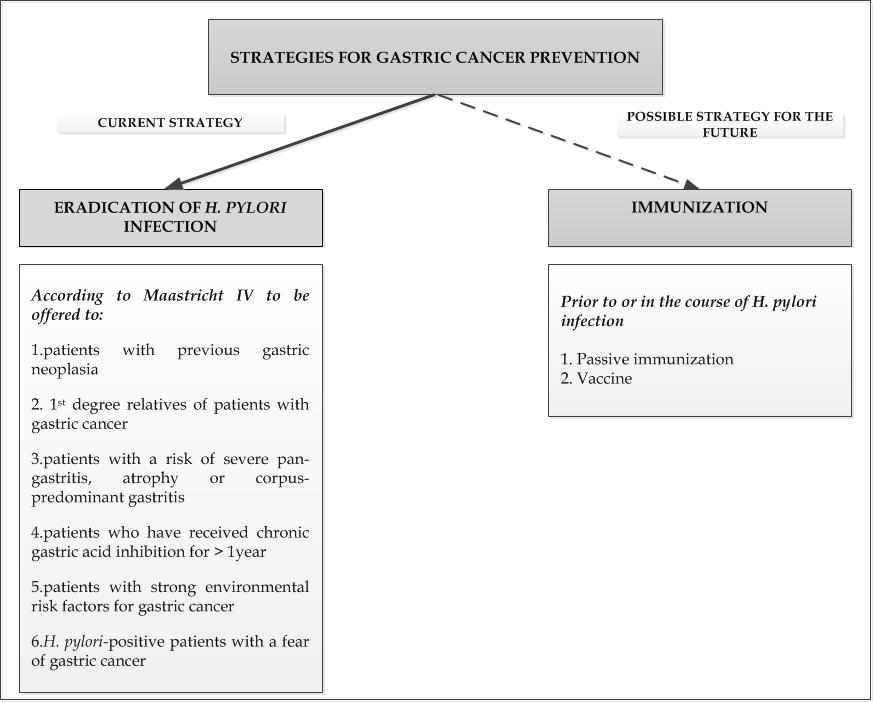 STRATEGIES FOR GASTRIC CANCER PREVENTION
CURRENT STRATEGY
POSSIBLE STRATEGY FOR THE
FUTURE
ERADICATION OF H. PYLORI
INFECTION
According to Maastricht IV to be
offered to:
1.patients with previous gastric
neoplasia
2. 1st degree relatives of patients with
gastric cancer
3.patients with a risk of severe pan-
gastritis, atrophy or corpus-
predominant gastritis
4.patients who have received chronic
gastric acid inhibition for > 1year
5.patients with strong environmental
risk factors for gastric cancer
6.H. pylori-positive patients with a fear
of gastric cancer
IMMUNIZATION
Prior to or in the course of H. pylori
infection
1. Passive immunization
2. Vaccine